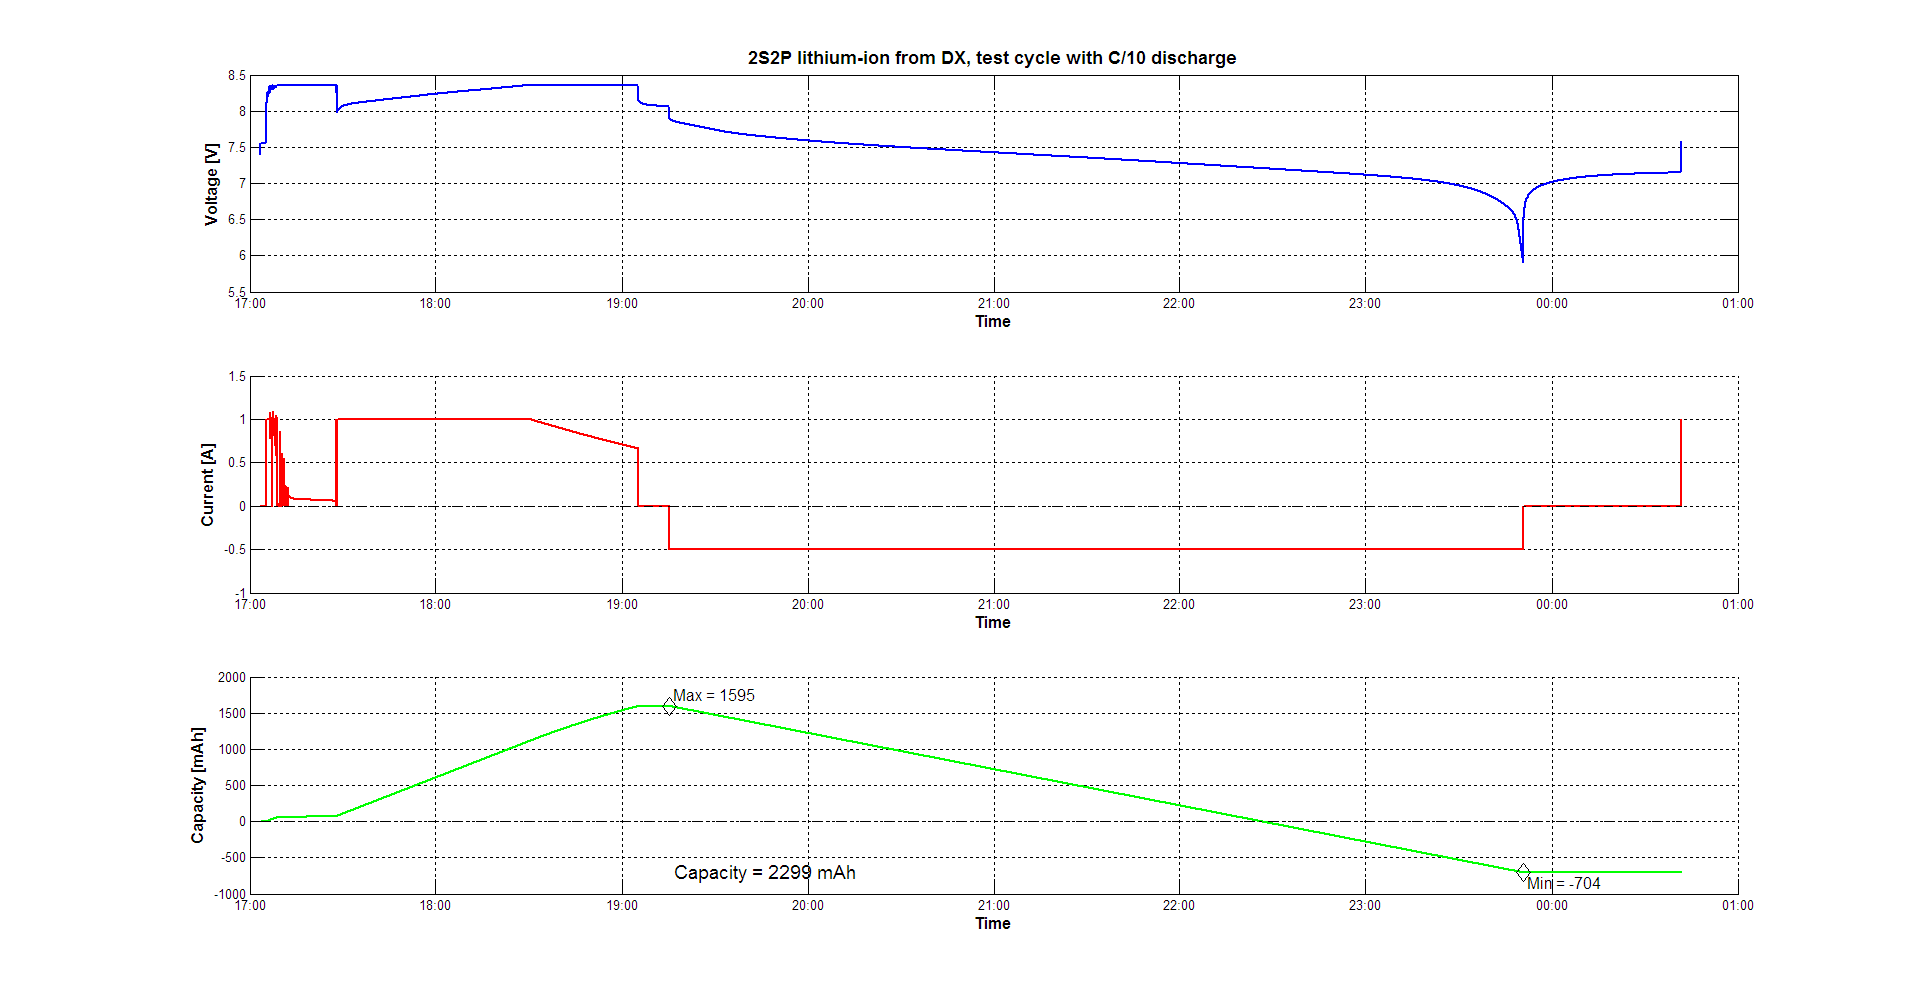 2S2P lithium-ion from DX, test cycle with C/10 discharge
8.5
8
7.5
7
6.5
6
5.5
Voltage [V]
17:00 18:00 19:00 20:00 21:00 22:00 23:00 00:00 01:00
Time
1.5
1
0.5
0
-0.5
-1
Current [A]
17:00 18:00 19:00 20:00 21:00 22:00 23:00 00:00 01:00
Time
2000
1500
1000
500
0
-500
-1000
Capacity [mAh]
Max = 1595
Capacity = 2299 mAh
Min = -704
17:00 18:00 19:00 20:00 21:00 22:00 23:00 00:00 01:00
Time